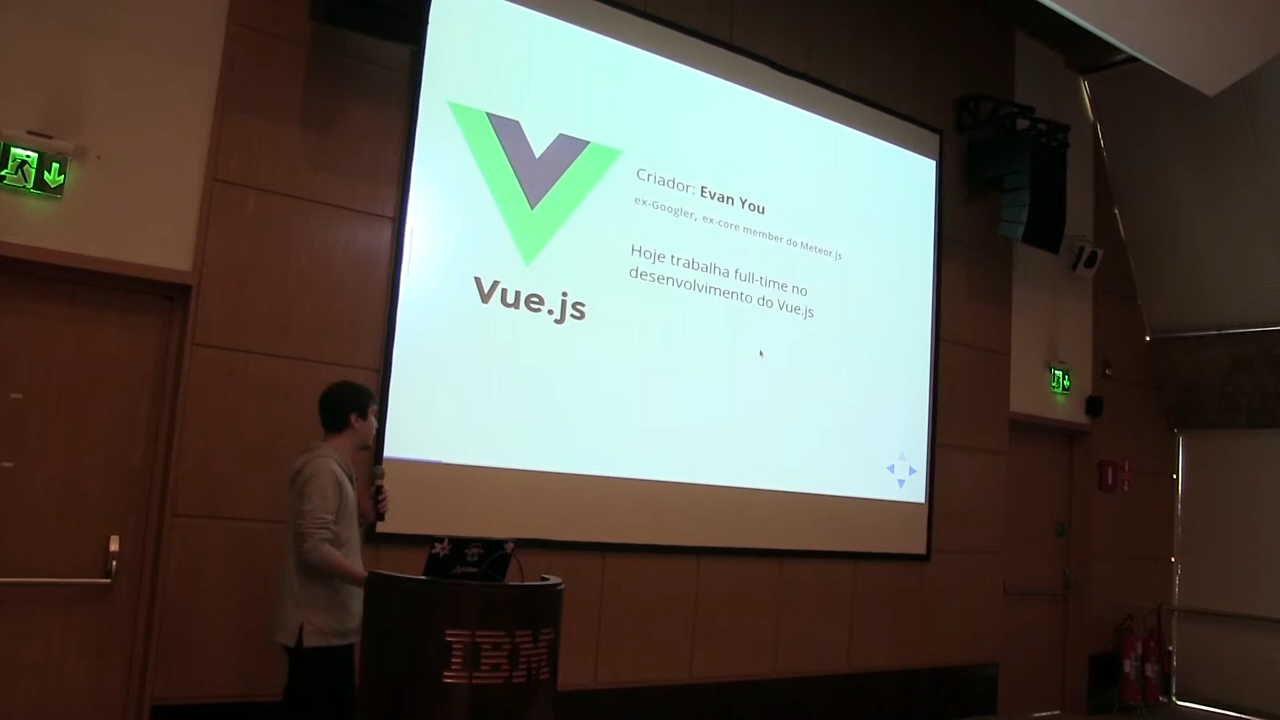 Criador: Evan You
ex-Googler, ex-core member do Meteor.js
Hoje trabalha full-time no
desenvolvimento do Vue.js
Vue.js
IBM